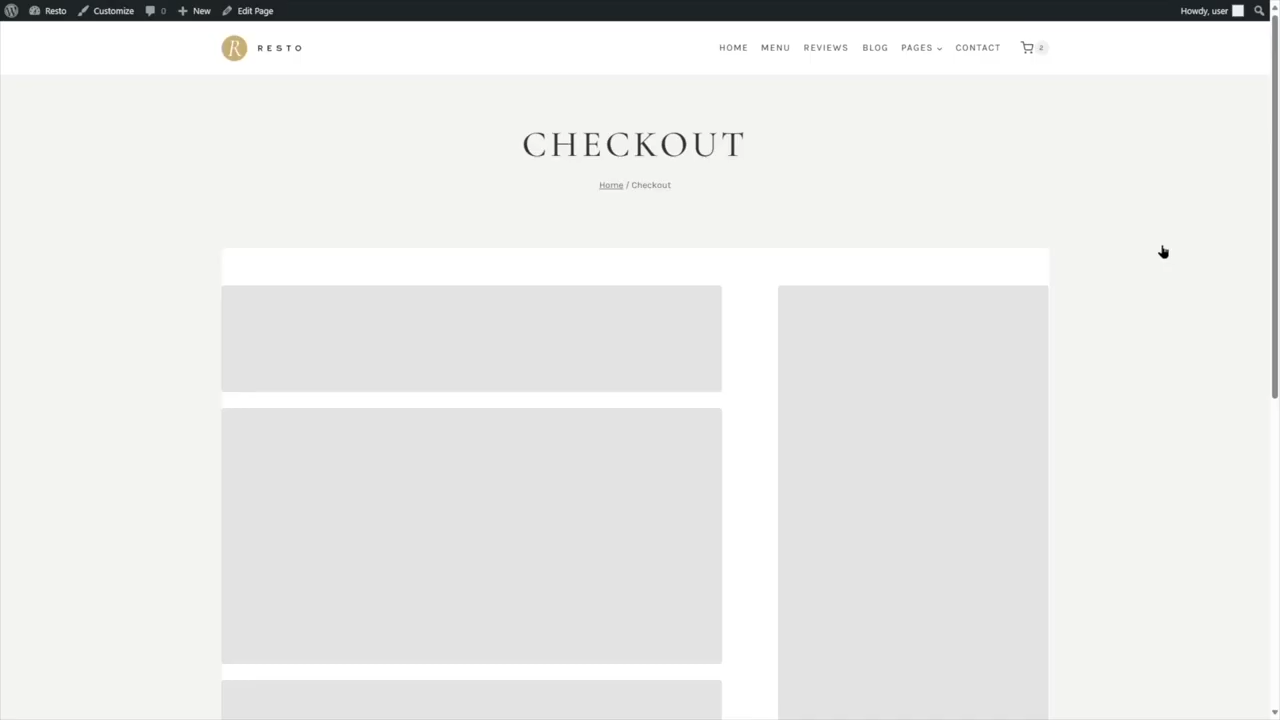 Resto Customize 0 New Edit Page Howdy, user
R RESTO HOME MENU REVIEWS BLOG PAGES CONTACT 2
CHECKOUT
Home / Checkout